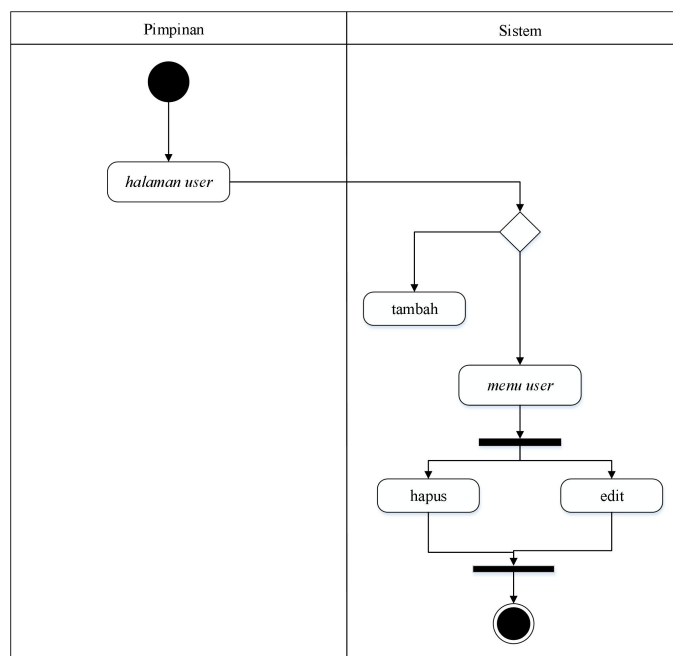 Pimpinan
Sistem
halaman user
tambah
menu user
hapus
edit